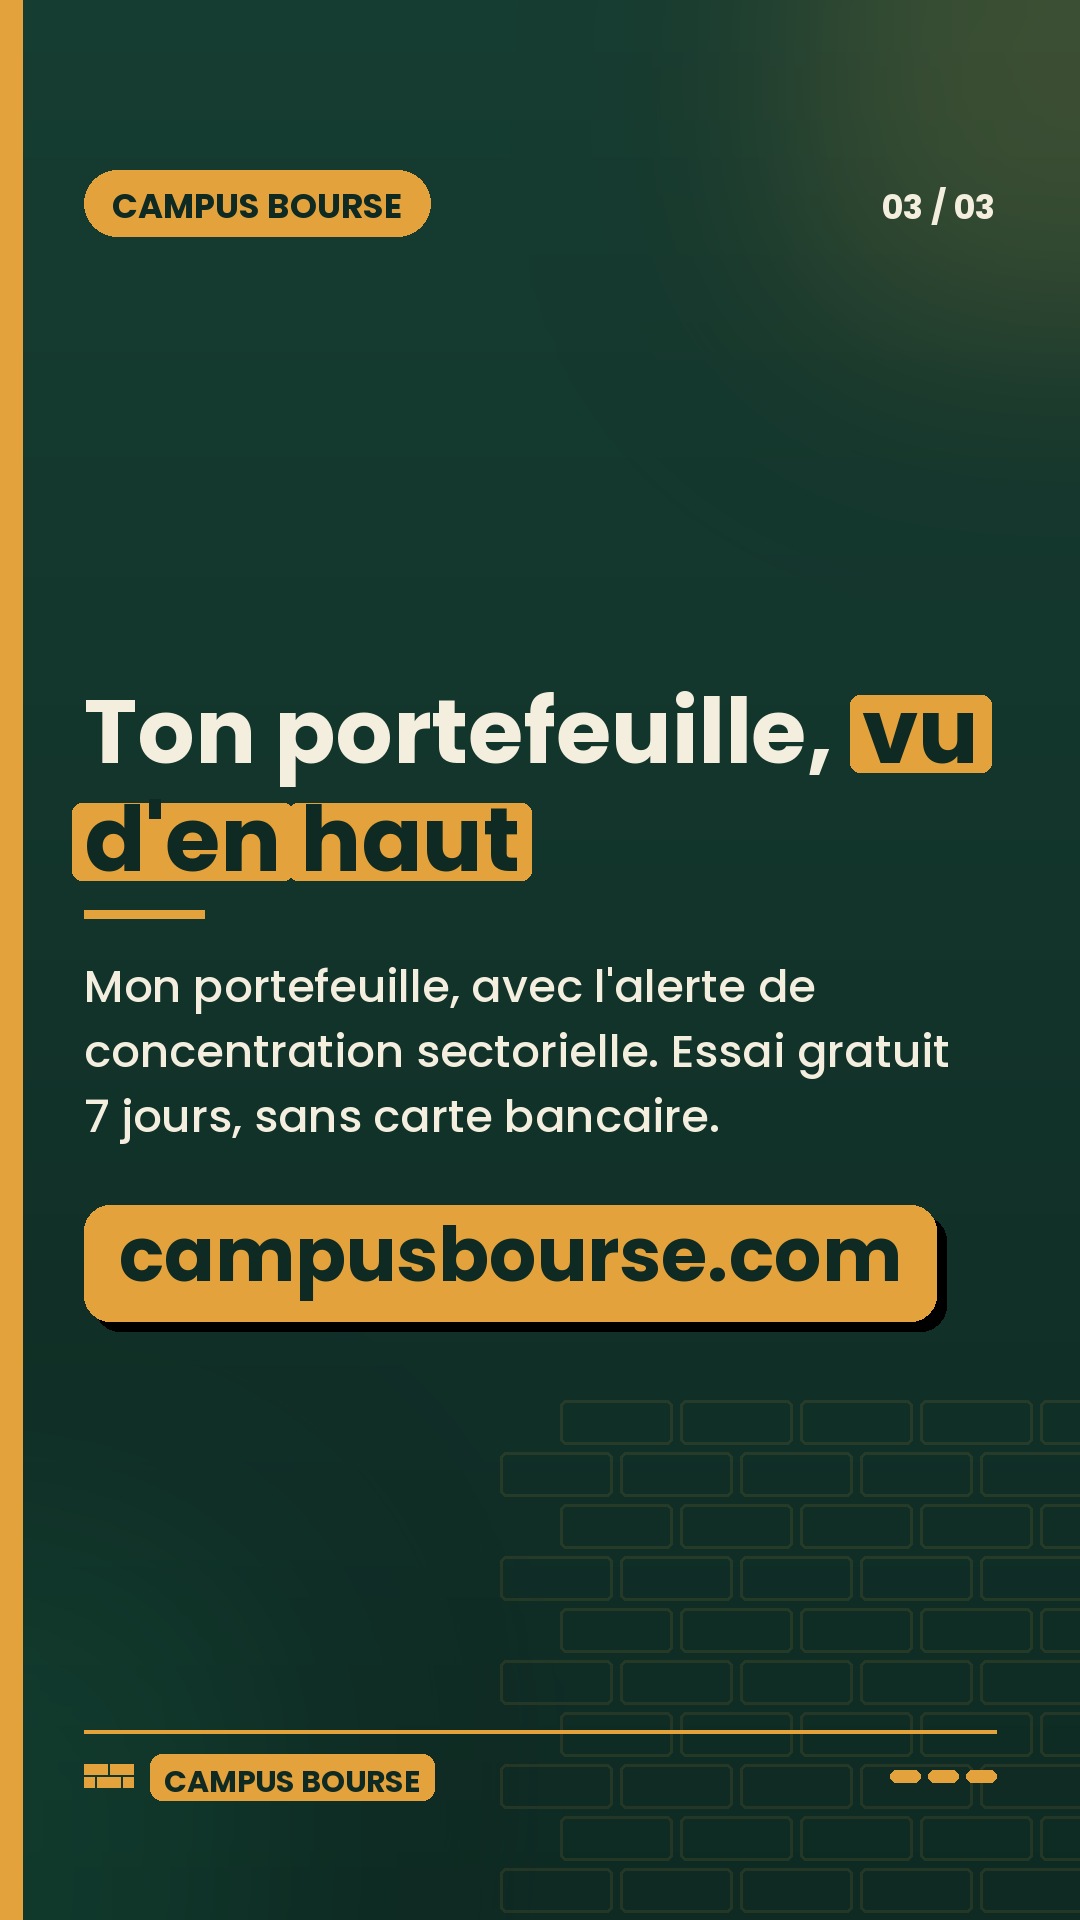 CAMPUS BOURSE
03 / 03
Ton portefeuille, vu
d'en haut
Mon portefeuille, avec l'alerte de
concentration sectorielle. Essai gratuit
7 jours, sans carte bancaire.
campusbourse.com
CAMPUS BOURSE